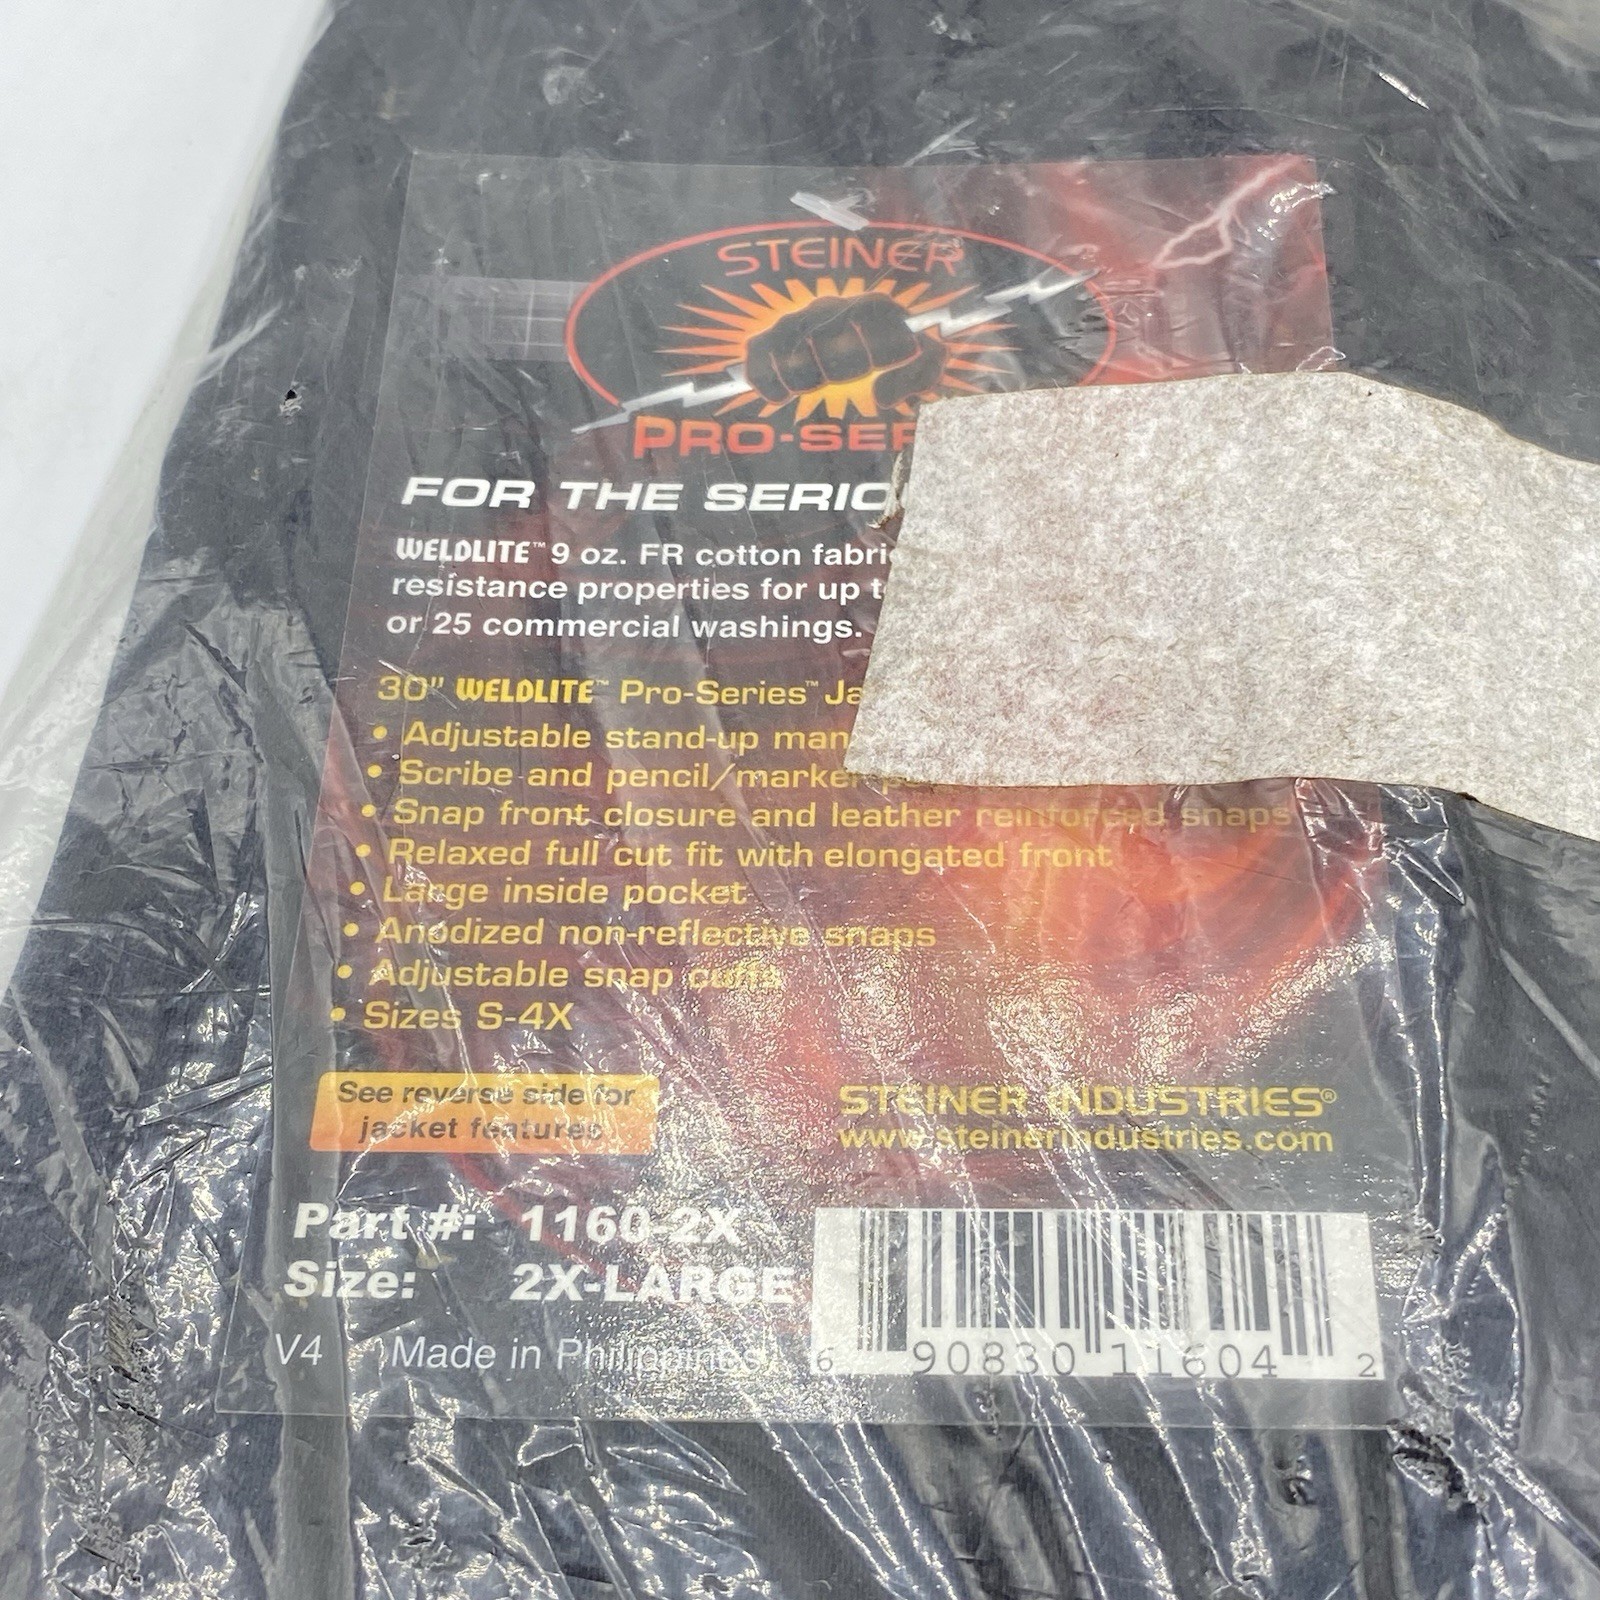 STEINER
PRO-SER
FOR THE SERIO
WELDLITE™ 9 oz. FR cotton fabri
resistance properties for up t
or 25 commercial washings.
30" WELDLITE™ Pro-Series™ Ja
• Adjustable stand-up man
• Scribe and pencil/marker
• Snap front closure and leather reinforced snaps
• Relaxed full cut fit with elongated front
• Large inside pocket
• Anodized non-reflective snaps
• Adjustable snap cuffs
• Sizes S-4X
See reverse side for
jacket features
STEINER INDUSTRIES®
www.steinerindustries.com
Part #: 1160-2X
Size: 2X-LARGE
V4 Made in Philippines
6 90830 11604 2